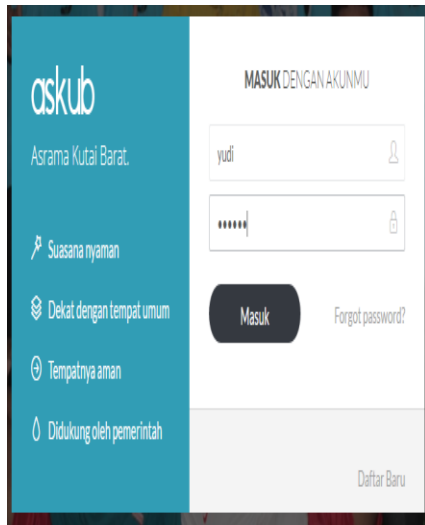 askub
Asrama Kutai Barat.
Suasana nyaman
Dekat dengan tempat umum
Tempatnya aman
Didukung oleh pemerintah
MASUK DENGAN AKUNMU
yudi
••••••
Masuk
Forgot password?
Daftar Baru